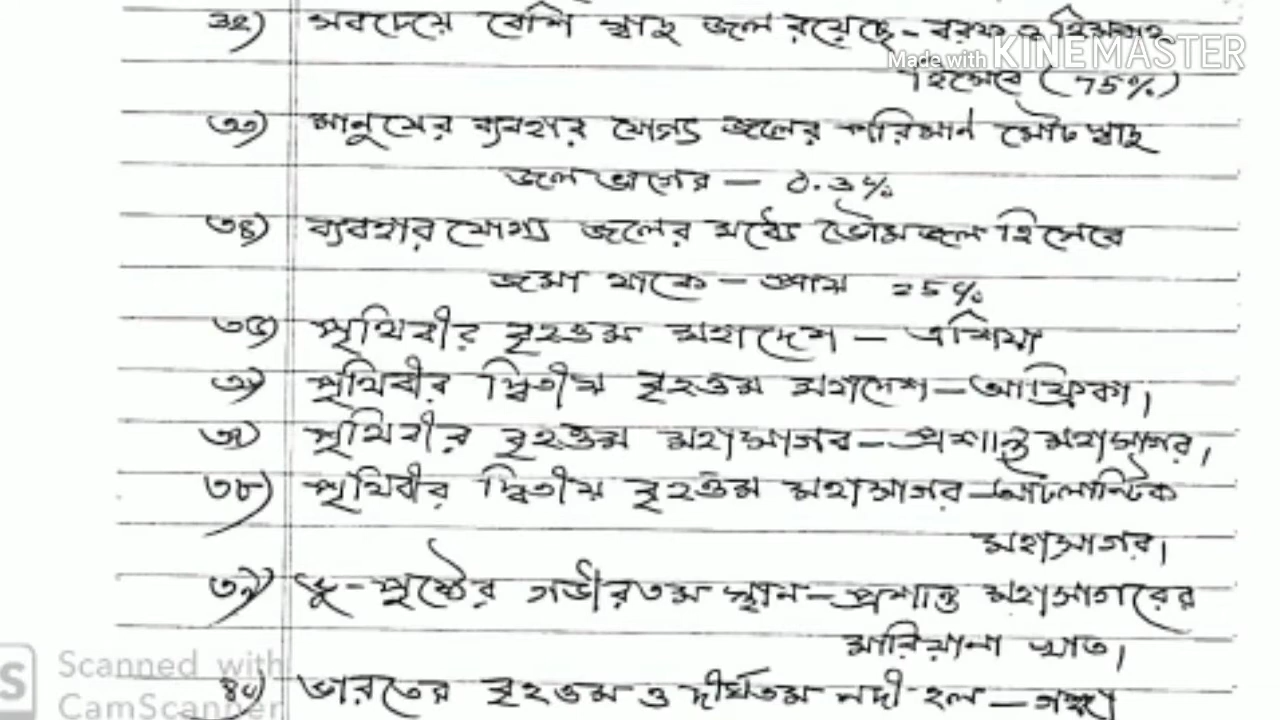 ৩২) সবচেয়ে বেশি স্বাদু জল রয়েছে - বরফ ও হিমবাহ
Made with KINEMASTER
হিসেবে (75%)
৩৩) মানুষের ব্যবহার যোগ্য জলের পরিমান মোট স্বাদু
জল ভাগের — 0.3%
৩৪) ব্যবহার যোগ্য জলের মধ্যে ভৌমজল হিসেবে
জমা থাকে - প্রায় 25%
৩৫) পৃথিবীর বৃহত্তম মহাদেশ - এশিয়া
৩৬) পৃথিবীর দ্বিতীয় বৃহত্তম মহাদেশ - আফ্রিকা।
৩৭) পৃথিবীর বৃহত্তম মহাসাগর - প্রশান্ত মহাসাগর।
৩৮) পৃথিবীর দ্বিতীয় বৃহত্তম মহাসাগর - আটলান্টিক
মহাসাগর।
৩৯) ভূ-পৃষ্ঠের গভীরতম স্থান - প্রশান্ত মহাসাগরের
মারিয়ানা খাত।
Scanned with
৪০) ভারতের বৃহত্তম ও দীর্ঘতম নদী হল - গঙ্গা
CamScanner